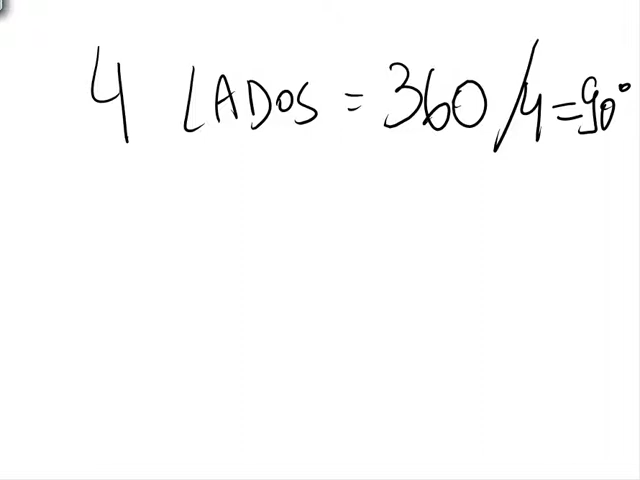 4 LADOS = 360/4 = 90°